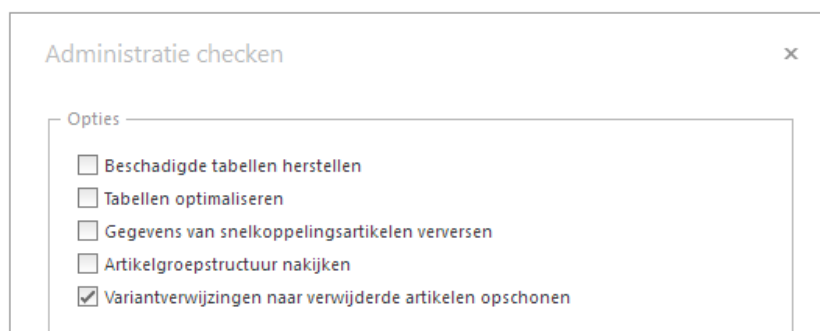 Administratie checken
Opties
Beschadigde tabellen herstellen
Tabellen optimaliseren
Gegevens van snelkoppelingsartikelen verversen
Artikelgroepstructuur nakijken
Variantverwijzingen naar verwijderde artikelen opschonen